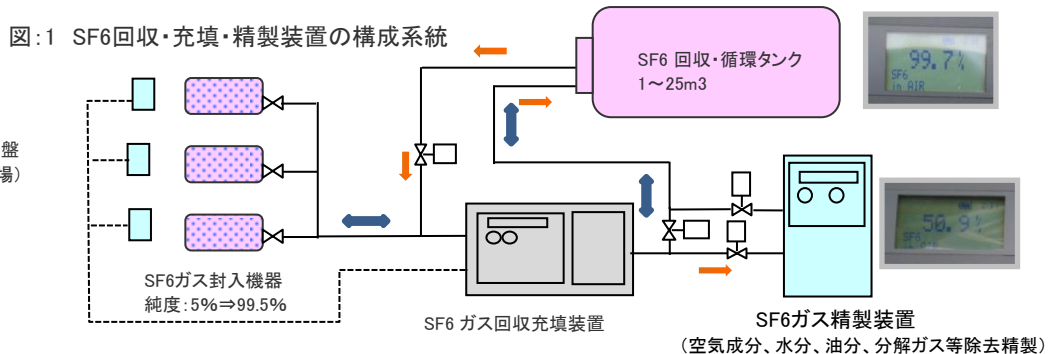 図:1 SF6回収・充填・精製装置の構成系統
SF6 回収・循環タンク
1～25m3
99.7%
SF6
in AIR
盤
場)
50.9%
SF6
in AIR
SF6ガス封入機器
純度:5%⇒99.5%
SF6 ガス回収充填装置
SF6ガス精製装置
(空気成分、水分、油分、分解ガス等除去精製)